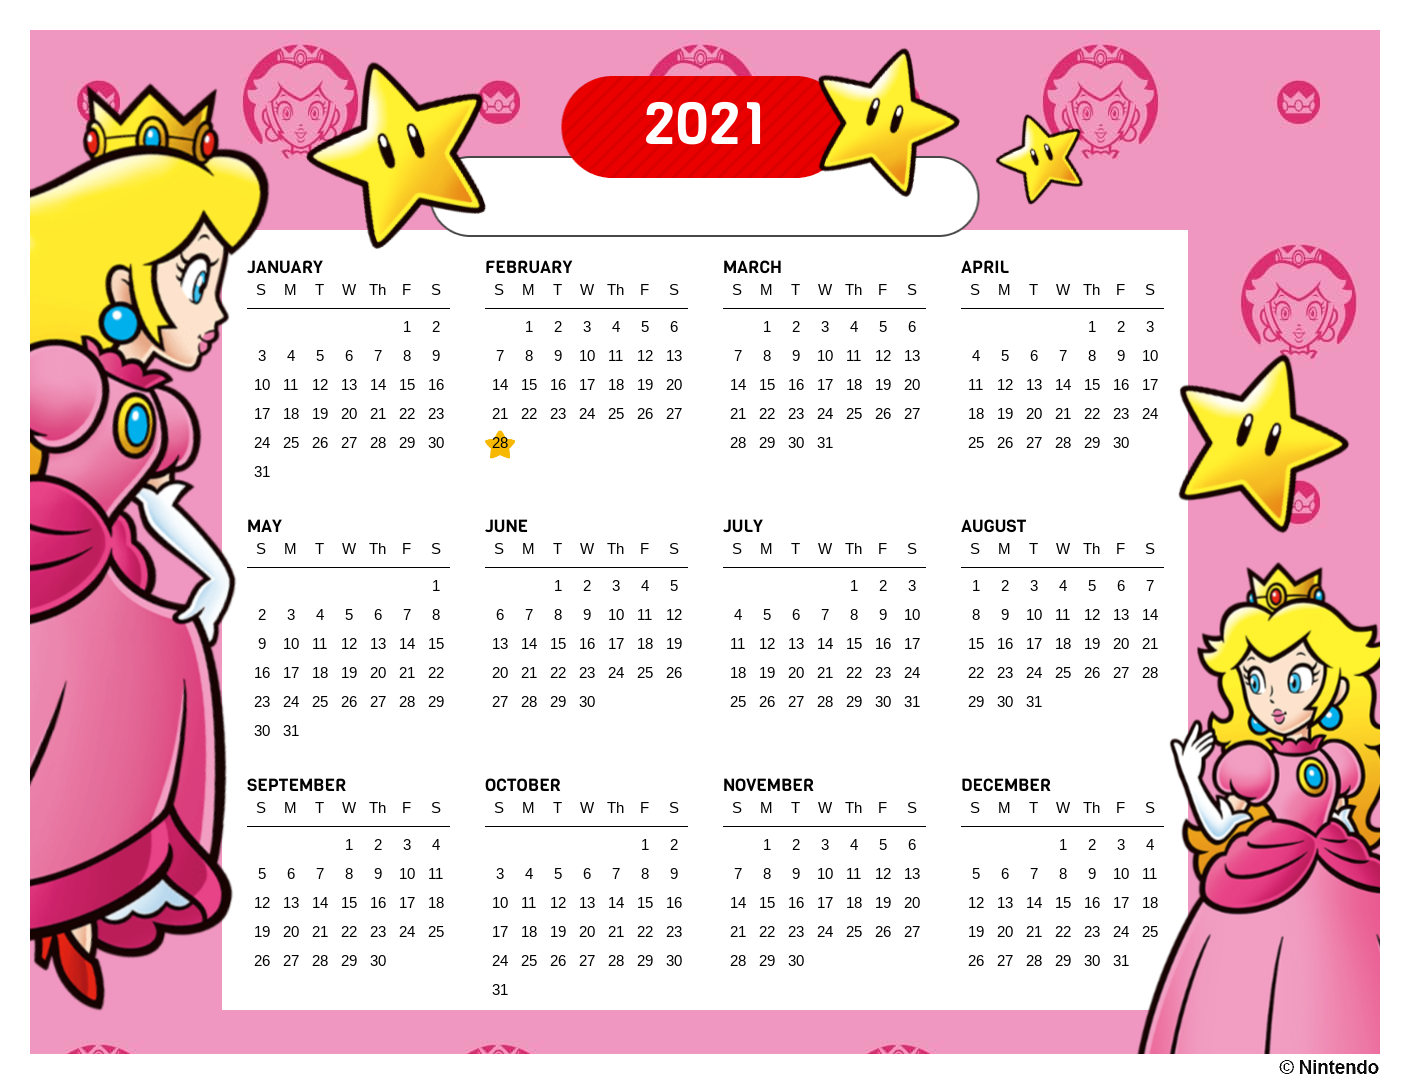 2021
JANUARY FEBRUARY MARCH APRIL
S M T W Th F S S M T W Th F S S M T W Th F S S M T W Th F S
1 2 1 2 3 4 5 6 1 2 3 4 5 6 1 2 3
3 4 5 6 7 8 9 7 8 9 10 11 12 13 7 8 9 10 11 12 13 4 5 6 7 8 9 10
10 11 12 13 14 15 16 14 15 16 17 18 19 20 14 15 16 17 18 19 20 11 12 13 14 15 16 17
17 18 19 20 21 22 23 21 22 23 24 25 26 27 21 22 23 24 25 26 27 18 19 20 21 22 23 24
24 25 26 27 28 29 30 28 28 29 30 31 25 26 27 28 29 30
31
MAY JUNE JULY AUGUST
S M T W Th F S S M T W Th F S S M T W Th F S S M T W Th F S
1 1 2 3 4 5 1 2 3 1 2 3 4 5 6 7
2 3 4 5 6 7 8 6 7 8 9 10 11 12 4 5 6 7 8 9 10 8 9 10 11 12 13 14
9 10 11 12 13 14 15 13 14 15 16 17 18 19 11 12 13 14 15 16 17 15 16 17 18 19 20 21
16 17 18 19 20 21 22 20 21 22 23 24 25 26 18 19 20 21 22 23 24 22 23 24 25 26 27 28
23 24 25 26 27 28 29 27 28 29 30 25 26 27 28 29 30 31 29 30 31
30 31
SEPTEMBER OCTOBER NOVEMBER DECEMBER
S M T W Th F S S M T W Th F S S M T W Th F S S M T W Th F S
1 2 3 4 1 2 1 2 3 4 5 6 1 2 3 4
5 6 7 8 9 10 11 3 4 5 6 7 8 9 7 8 9 10 11 12 13 5 6 7 8 9 10 11
12 13 14 15 16 17 18 10 11 12 13 14 15 16 14 15 16 17 18 19 20 12 13 14 15 16 17 18
19 20 21 22 23 24 25 17 18 19 20 21 22 23 21 22 23 24 25 26 27 19 20 21 22 23 24 25
26 27 28 29 30 24 25 26 27 28 29 30 28 29 30 26 27 28 29 30 31
31
© Nintendo